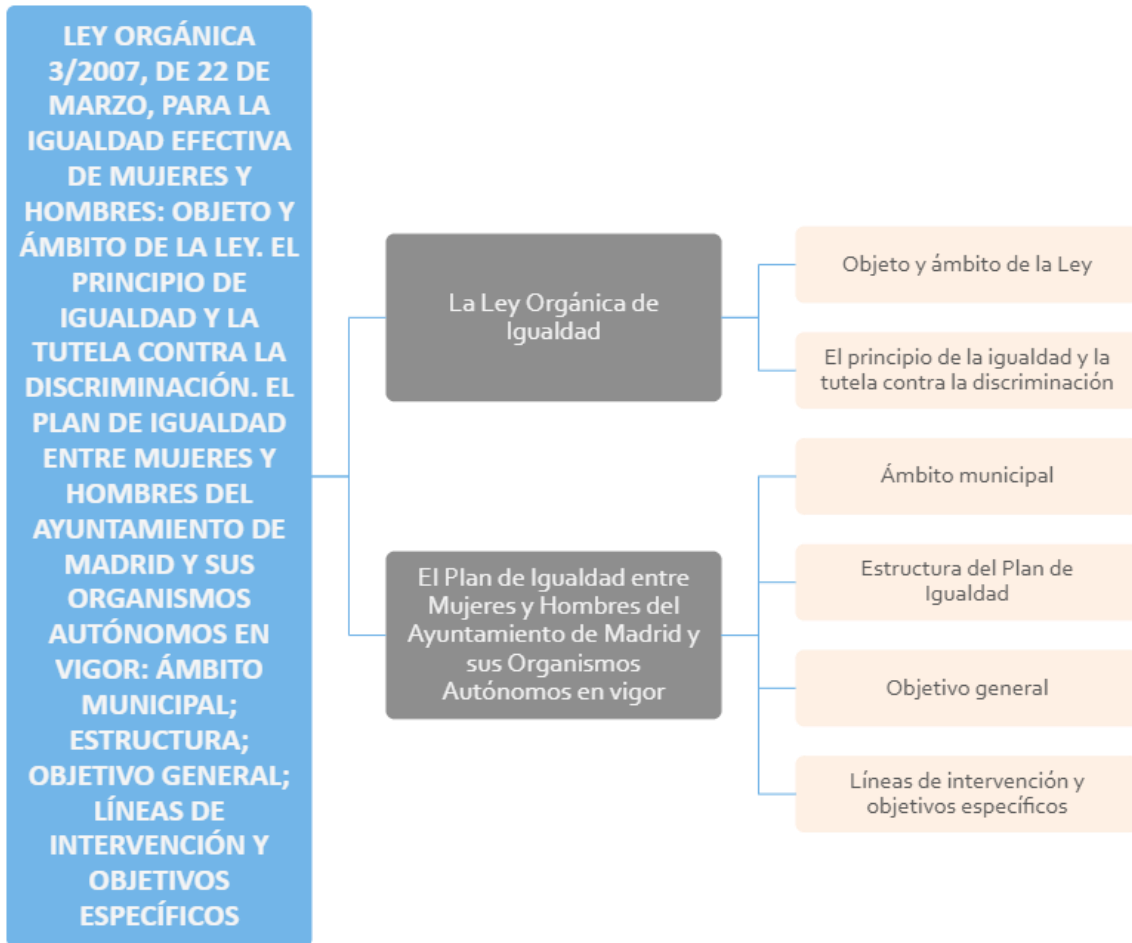 LEY ORGÁNICA
3/2007, DE 22 DE
MARZO, PARA LA
IGUALDAD EFECTIVA
DE MUJERES Y
HOMBRES: OBJETO Y
ÁMBITO DE LA LEY. EL
PRINCIPIO DE
IGUALDAD Y LA
TUTELA CONTRA LA
DISCRIMINACIÓN. EL
PLAN DE IGUALDAD
ENTRE MUJERES Y
HOMBRES DEL
AYUNTAMIENTO DE
MADRID Y SUS
ORGANISMOS
AUTÓNOMOS EN
VIGOR: ÁMBITO
MUNICIPAL;
ESTRUCTURA;
OBJETIVO GENERAL;
LÍNEAS DE
INTERVENCIÓN Y
OBJETIVOS
ESPECÍFICOS
La Ley Orgánica de
Igualdad
Objeto y ámbito de la Ley
El principio de la igualdad y la
tutela contra la discriminación
El Plan de Igualdad entre
Mujeres y Hombres del
Ayuntamiento de Madrid y
sus Organismos
Autónomos en vigor
Ámbito municipal
Estructura del Plan de
Igualdad
Objetivo general
Líneas de intervención y
objetivos específicos